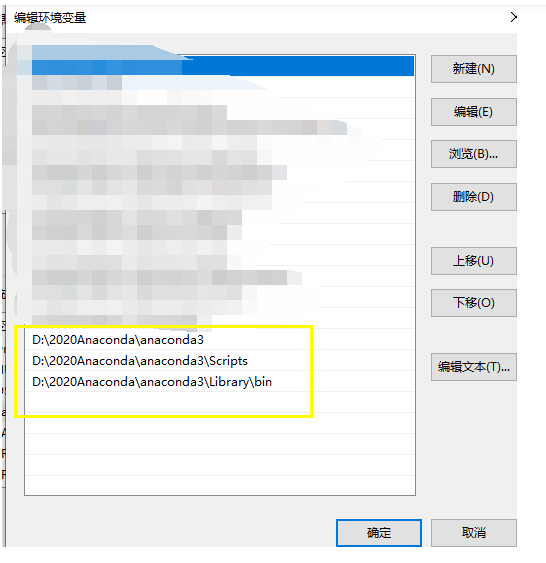 编辑环境变量
新建(N)
编辑(E)
浏览(B)...
删除(D)
上移(U)
下移(O)
D:\2020Anaconda\anaconda3
D:\2020Anaconda\anaconda3\Scripts
编辑文本(T)...
D:\2020Anaconda\anaconda3\Library\bin
确定
取消